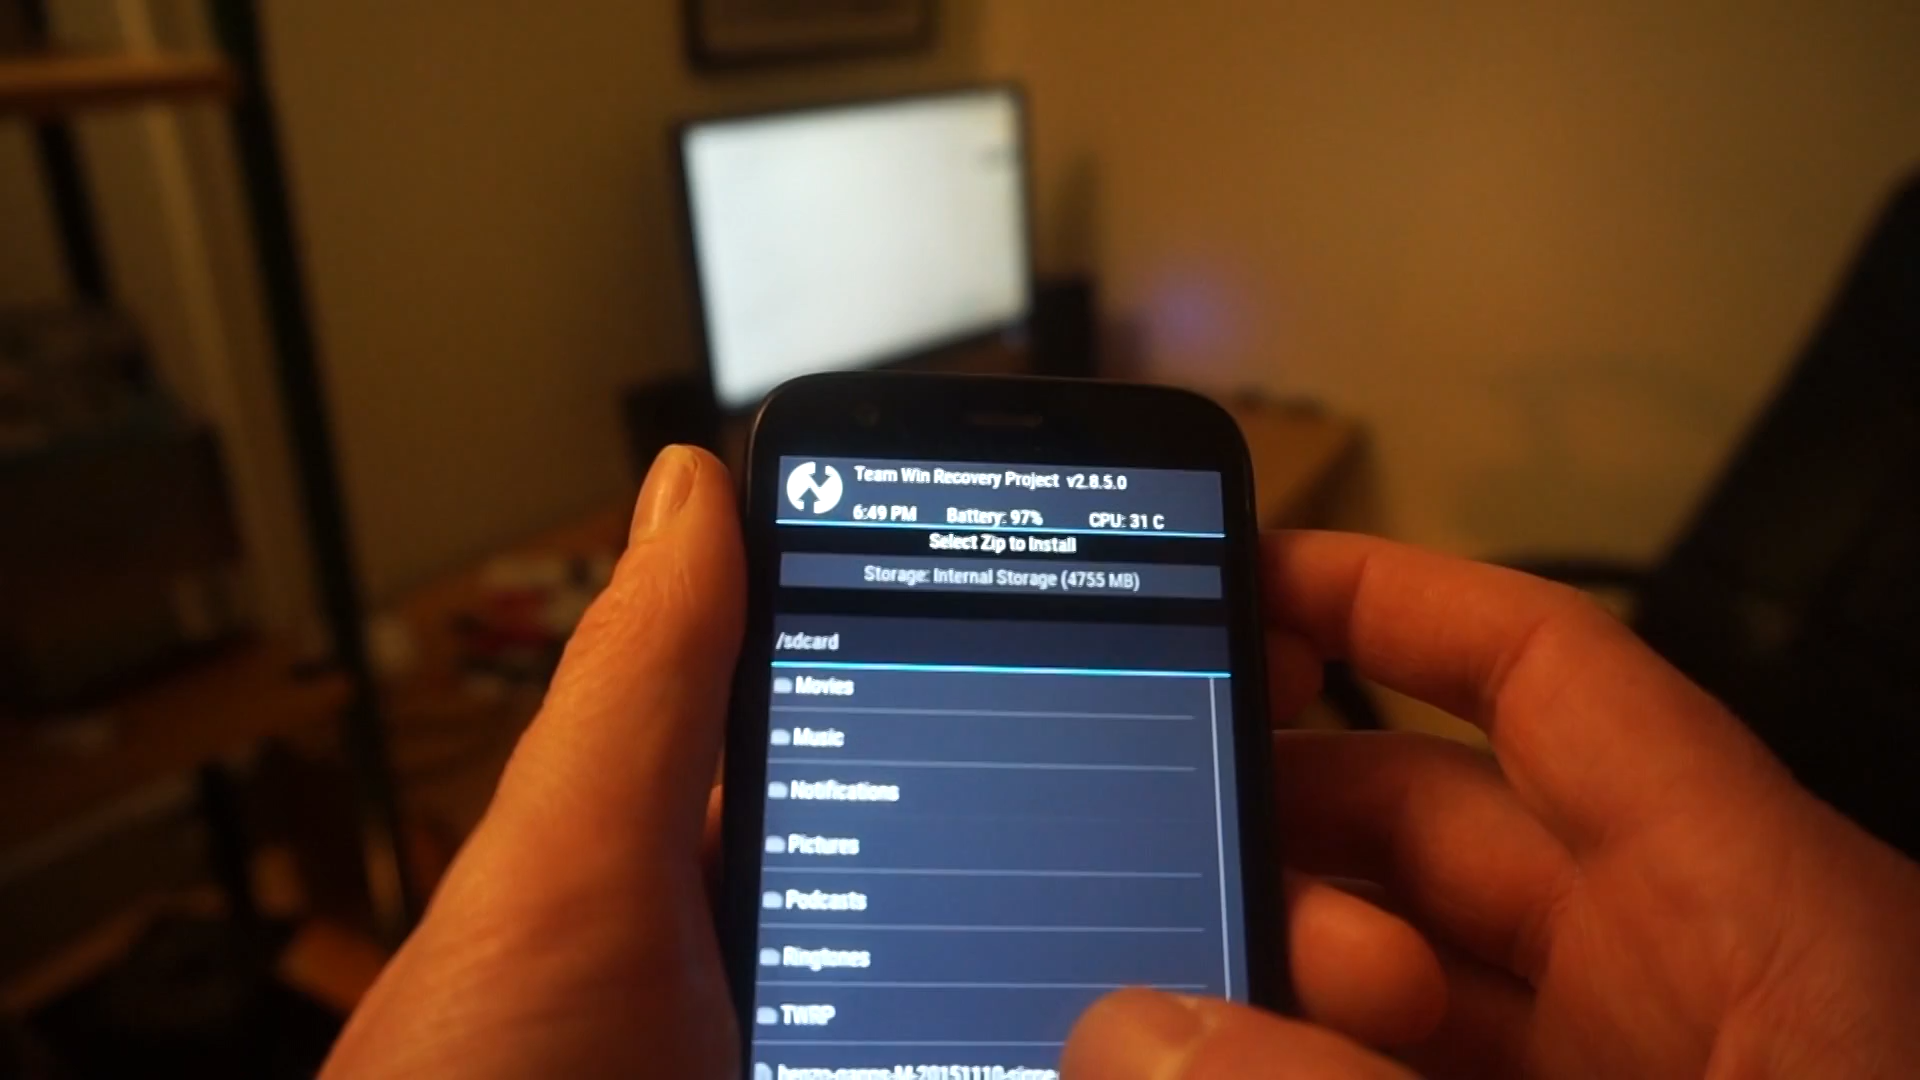 Team Win Recovery Project v2.8.5.0
6:49 PM Battery: 97% CPU: 31 C
Select Zip to Install
Storage: Internal Storage (4755 MB)
/sdcard
Movies
Music
Notifications
Pictures
Podcasts
Ringtones
TWRP